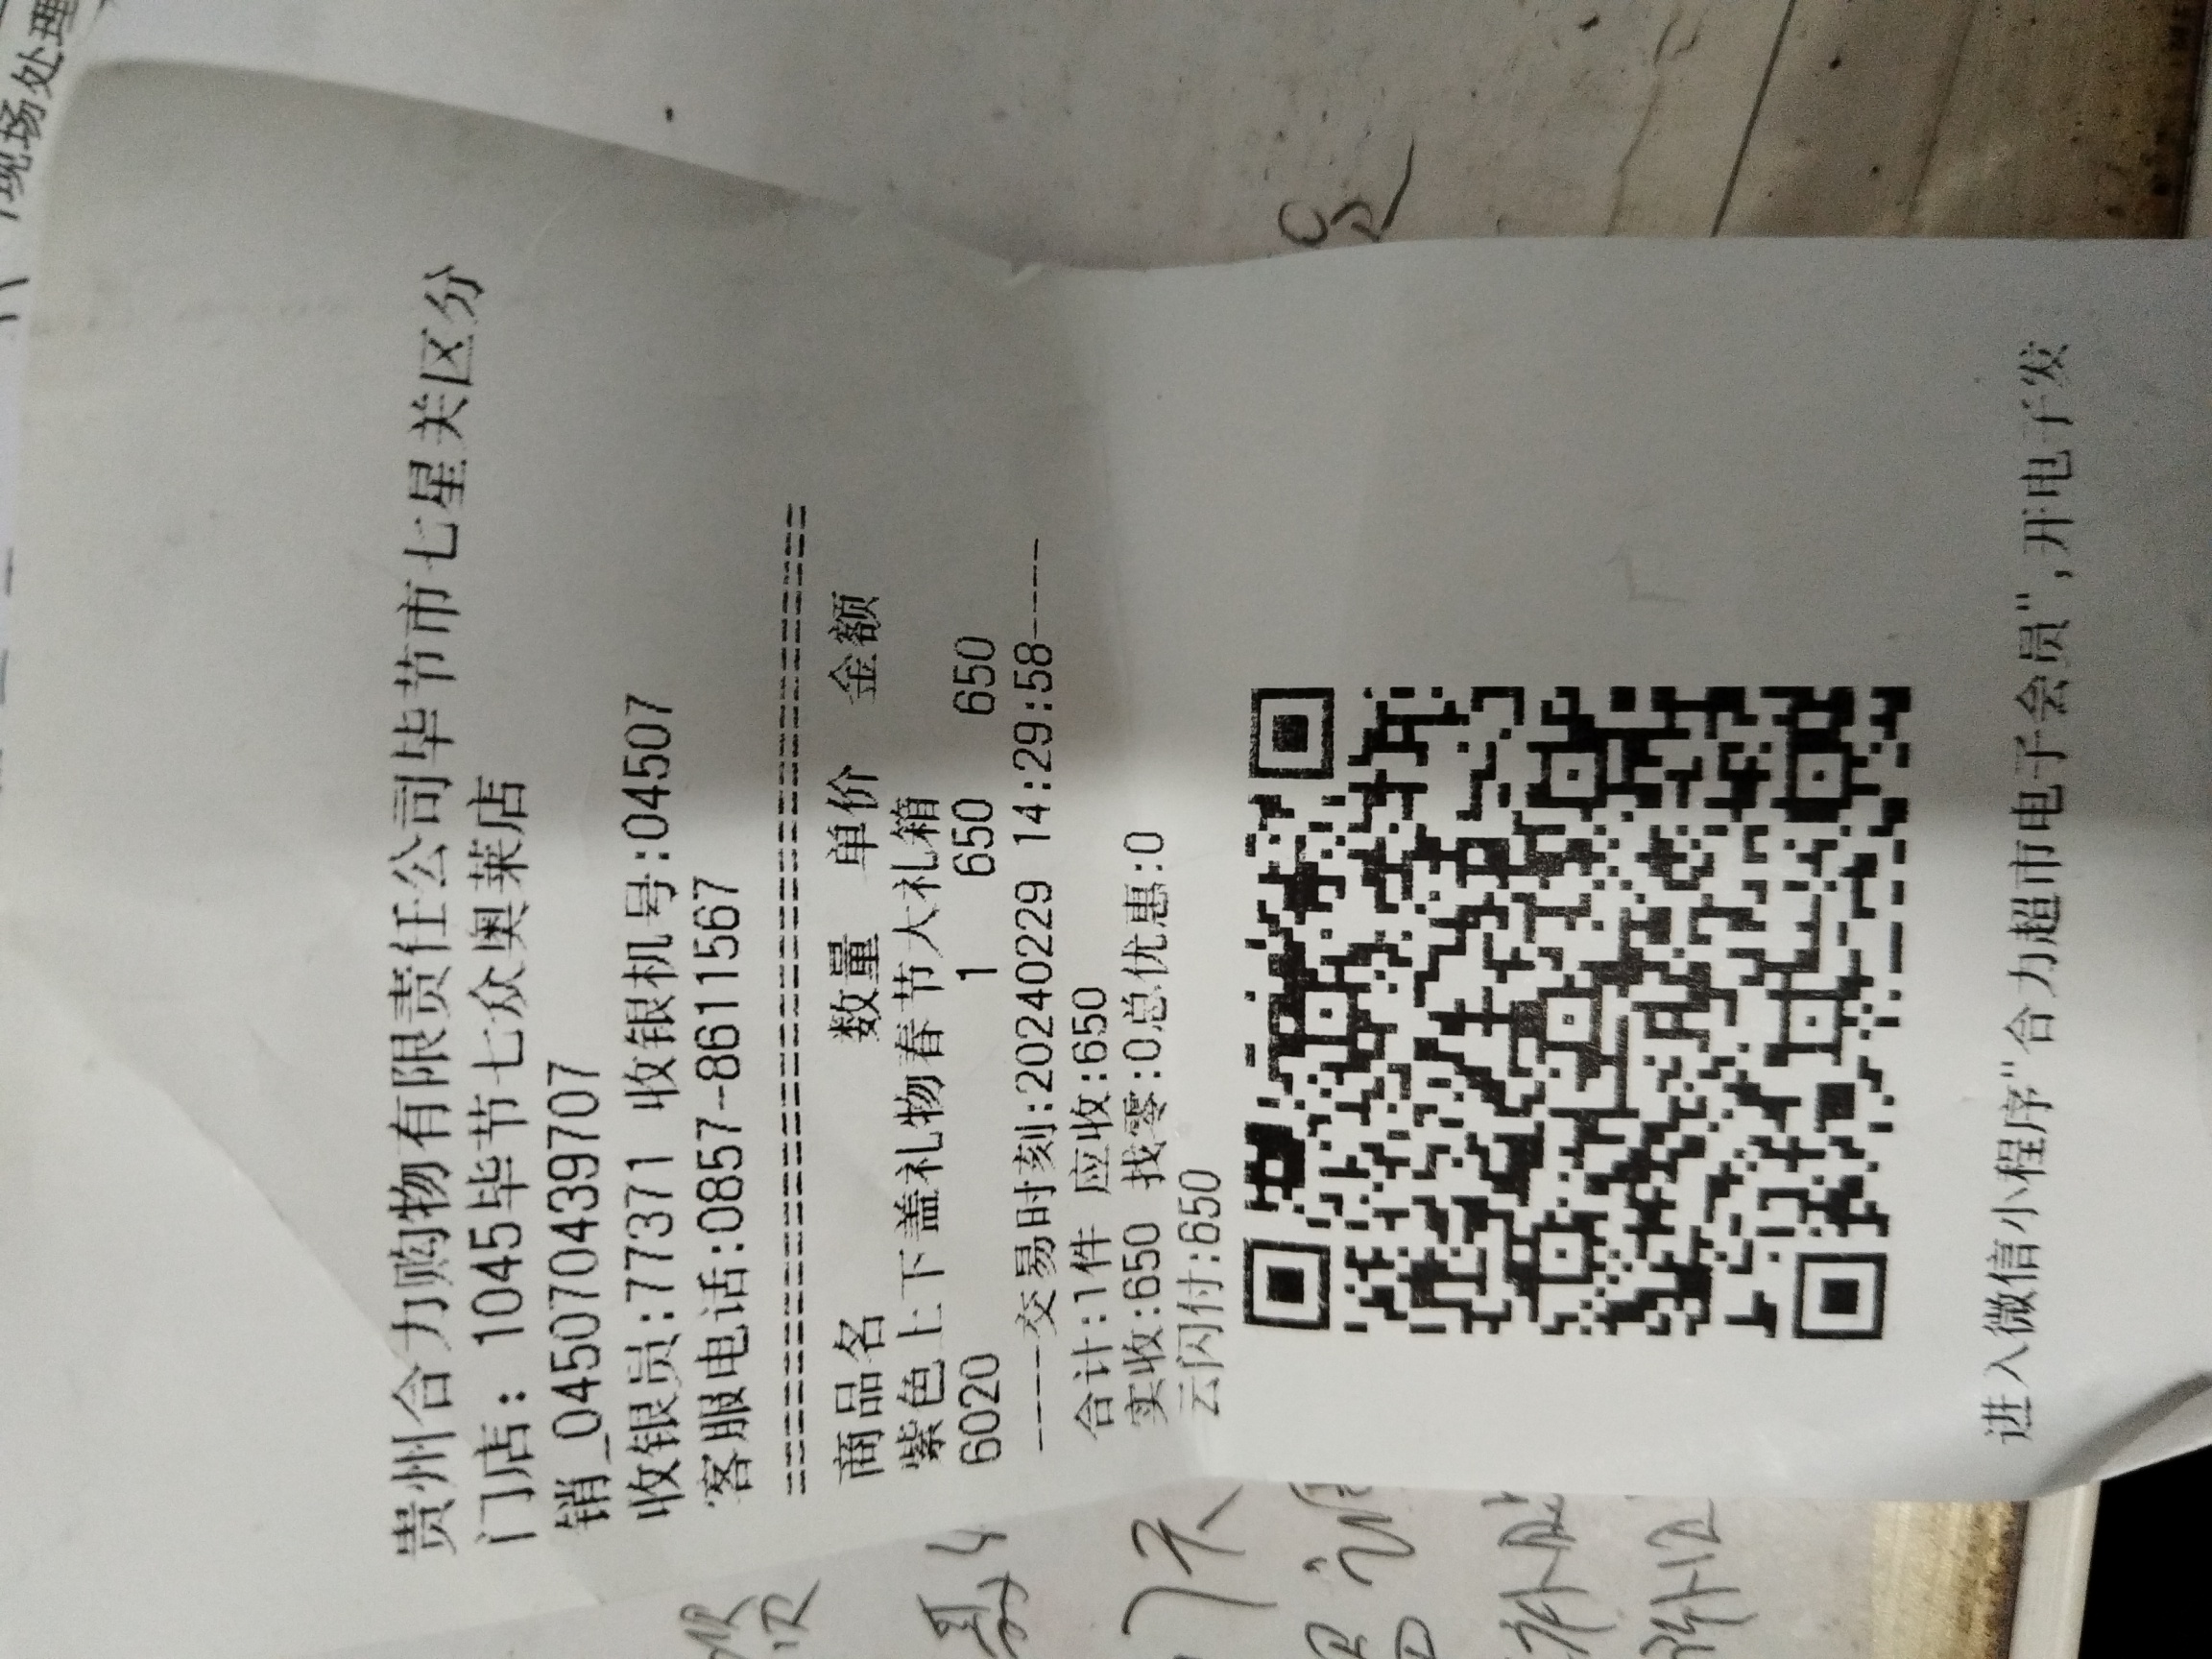 贵州合力购物有限责任公司毕节市七星关区分
门店：1045毕节七众奥莱店
销_045070439707
收银员:77371 收银机号:04507
客服电话:0857-8611567
================================
商品名 数量 单价 金额
紫色上下盖礼物春节大礼箱
6020 1 650 650
----交易时刻:20240229 14:29:58----
合计:1件 应收:650
实收:650 找零:0总优惠:0
云闪付:650
进入微信小程序"合力超市电子会员",开电子发
现场处理